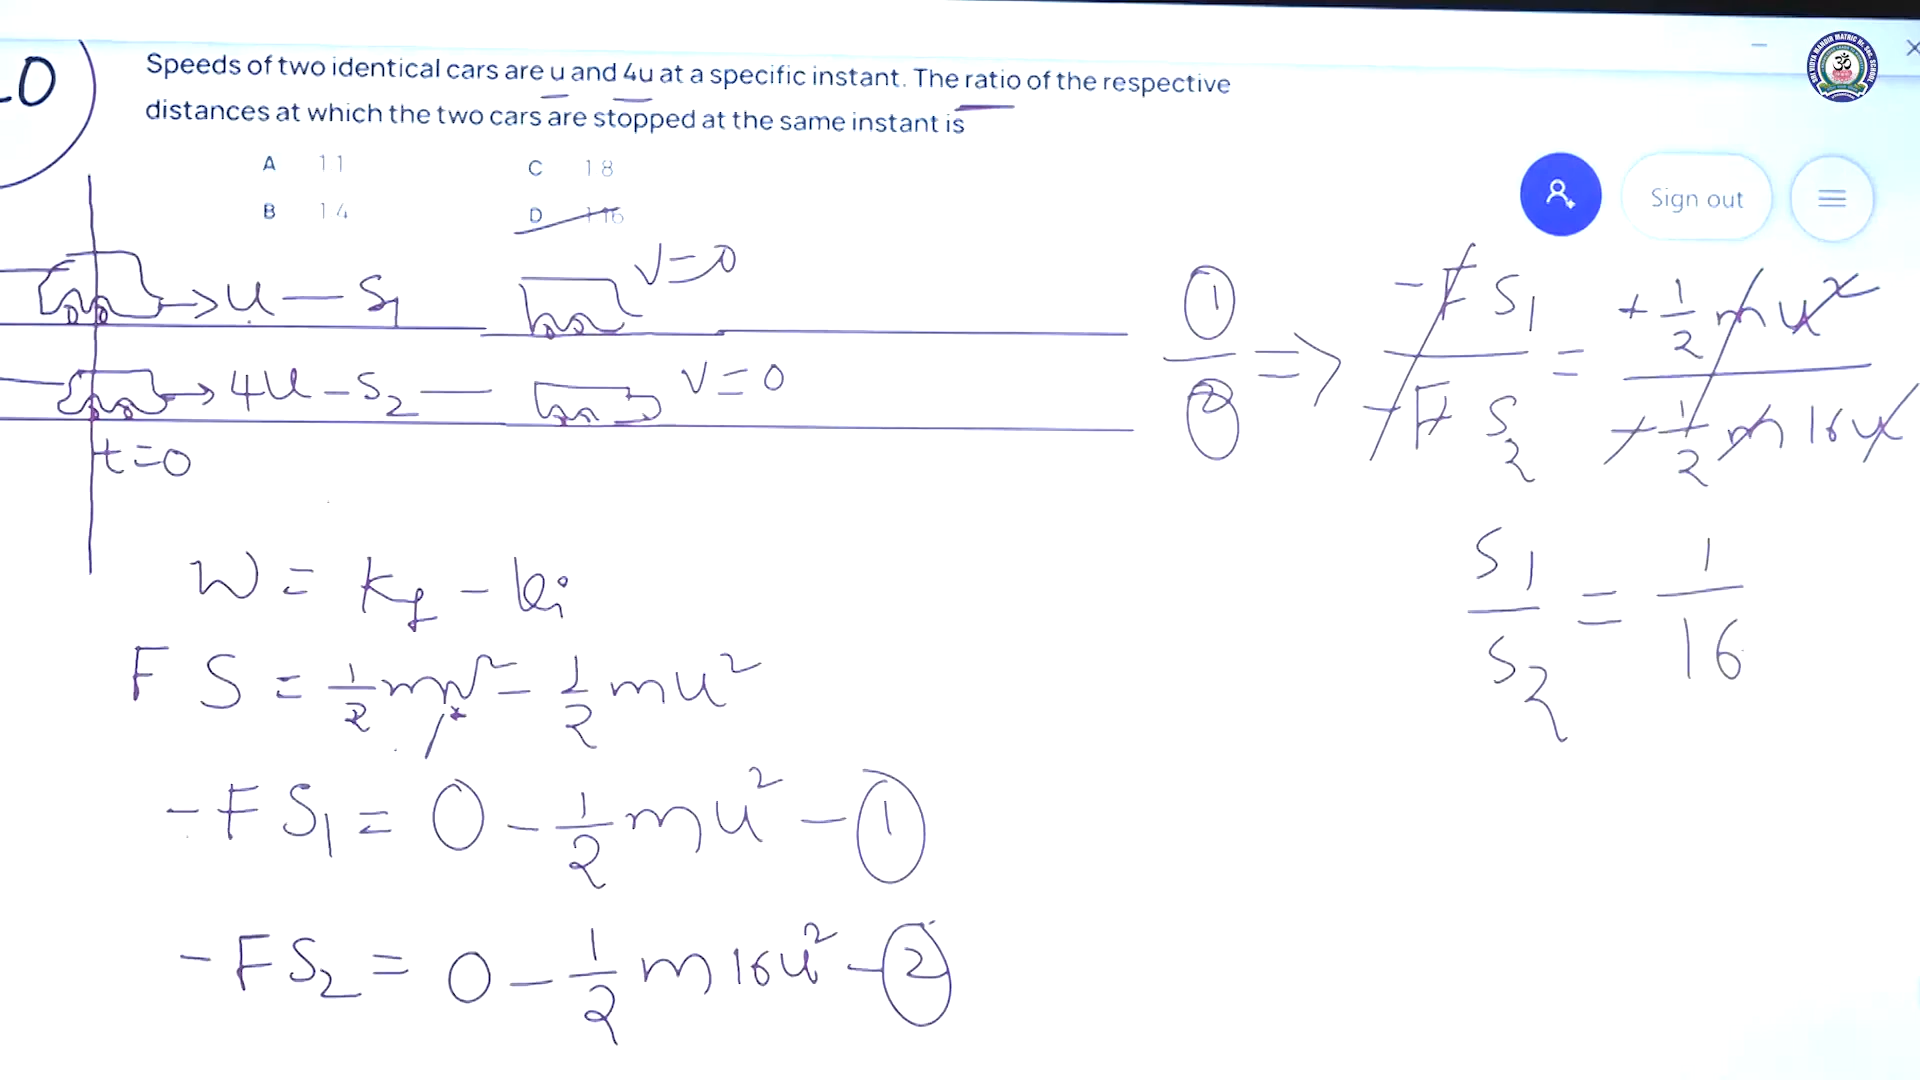 20
Speeds of two identical cars are u and 4u at a specific instant. The ratio of the respective
distances at which the two cars are stopped at the same instant is
A 1 1
C 1 8
B 1 4
D 1 16
Sign out
→ u — S₁
V=0
→ 4u – S₂ —
V=0
t=0
W = Kf - Ki
F S = 1/2 mv² - 1/2 mu²
-F S₁ = 0 - 1/2 mu² - ①
-F S₂ = 0 - 1/2 m16u² - ②
①/② => -F S₁ / -F S₂ = +1/2 mu² / +1/2 m16u²
S₁/S₂ = 1/16